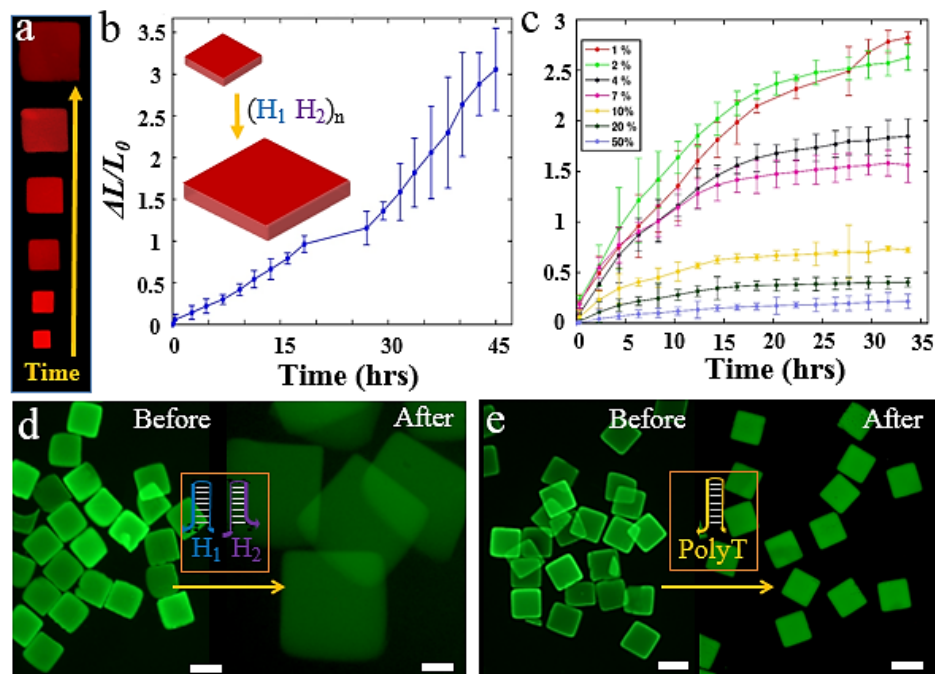 a
Time
b
ΔL/L0
3.5
3
2.5
2
1.5
1
0.5
0
(H1 H2)n
0 15 30 45
Time (hrs)
c
3
2.5
2
1.5
1
0.5
0
1 %
2 %
4 %
7 %
10%
20 %
50%
0 5 10 15 20 25 30 35
Time (hrs)
d
Before
After
H1 H2
e
Before
After
PolyT